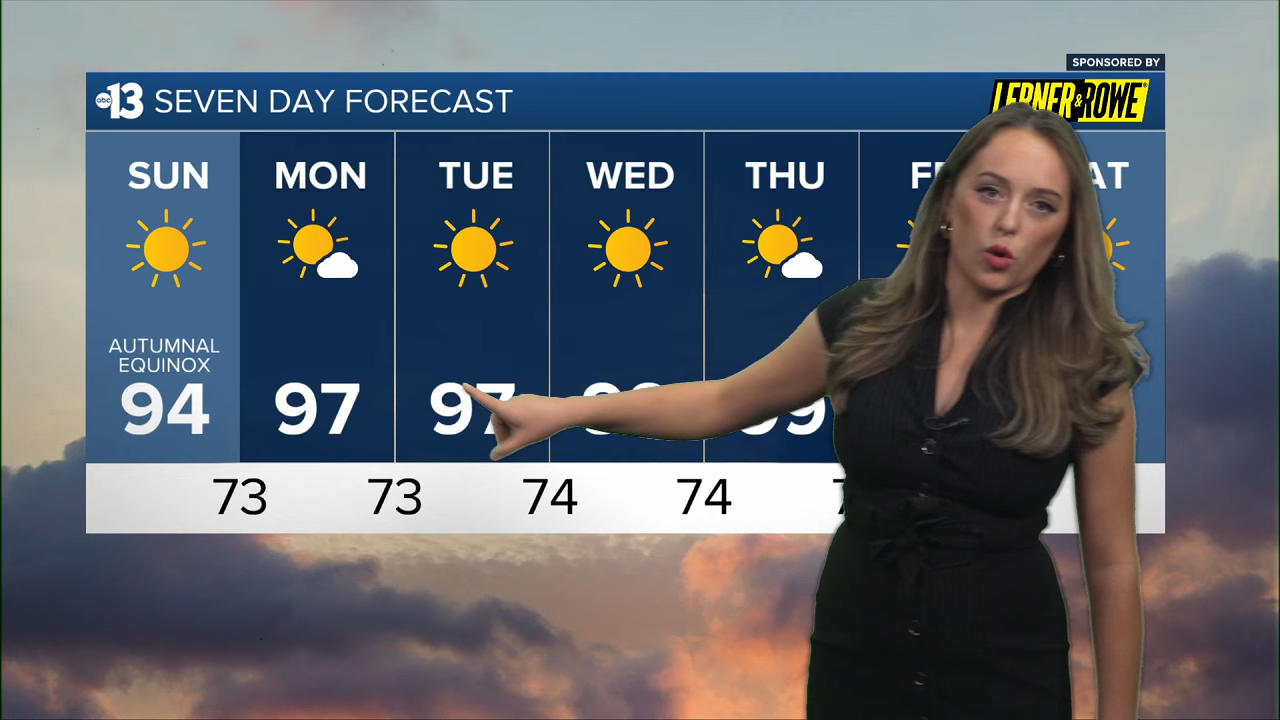 SPONSORED BY
abc 13 SEVEN DAY FORECAST
LERNER & ROWE
SUN MON TUE WED THU
AUTUMNAL
EQUINOX
94 97 97
73 73 74 74